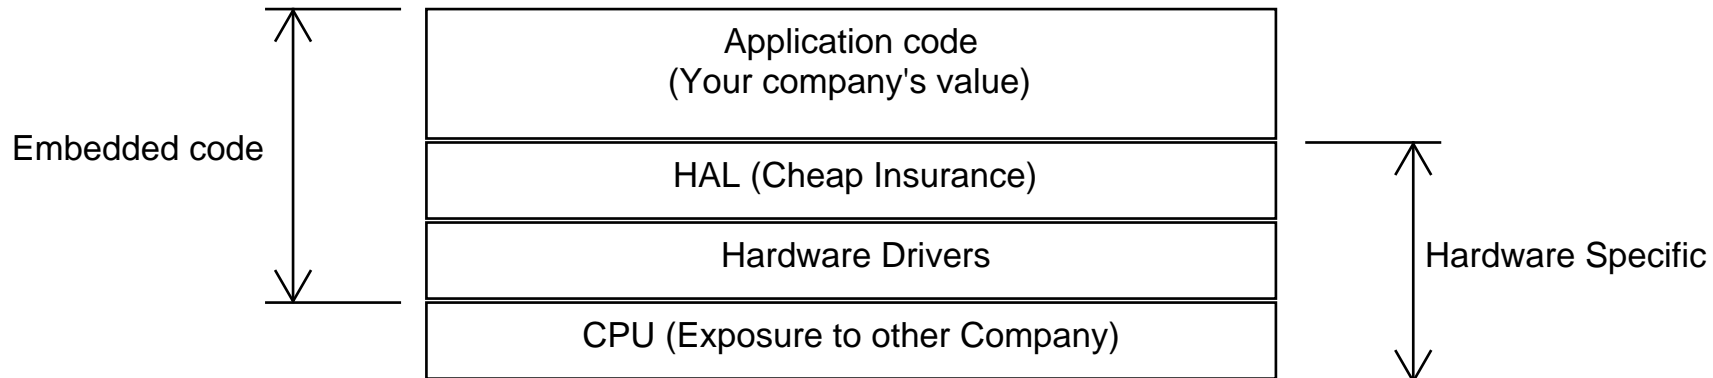 Application code
(Your company's value)
Embedded code
HAL (Cheap Insurance)
Hardware Drivers
Hardware Specific
CPU (Exposure to other Company)